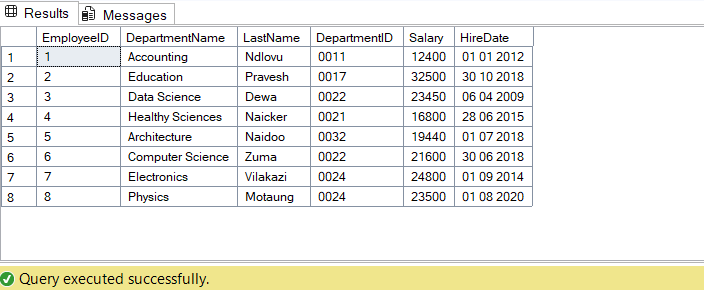 Results Messages
EmployeeID DepartmentName LastName DepartmentID Salary HireDate
1 1 Accounting Ndlovu 0011 12400 01 01 2012
2 2 Education Pravesh 0017 32500 30 10 2018
3 3 Data Science Dewa 0022 23450 06 04 2009
4 4 Healthy Sciences Naicker 0021 16800 28 06 2015
5 5 Architecture Naidoo 0032 19440 01 07 2018
6 6 Computer Science Zuma 0022 21600 30 06 2018
7 7 Electronics Vilakazi 0024 24800 01 09 2014
8 8 Physics Motaung 0024 23500 01 08 2020
Query executed successfully.